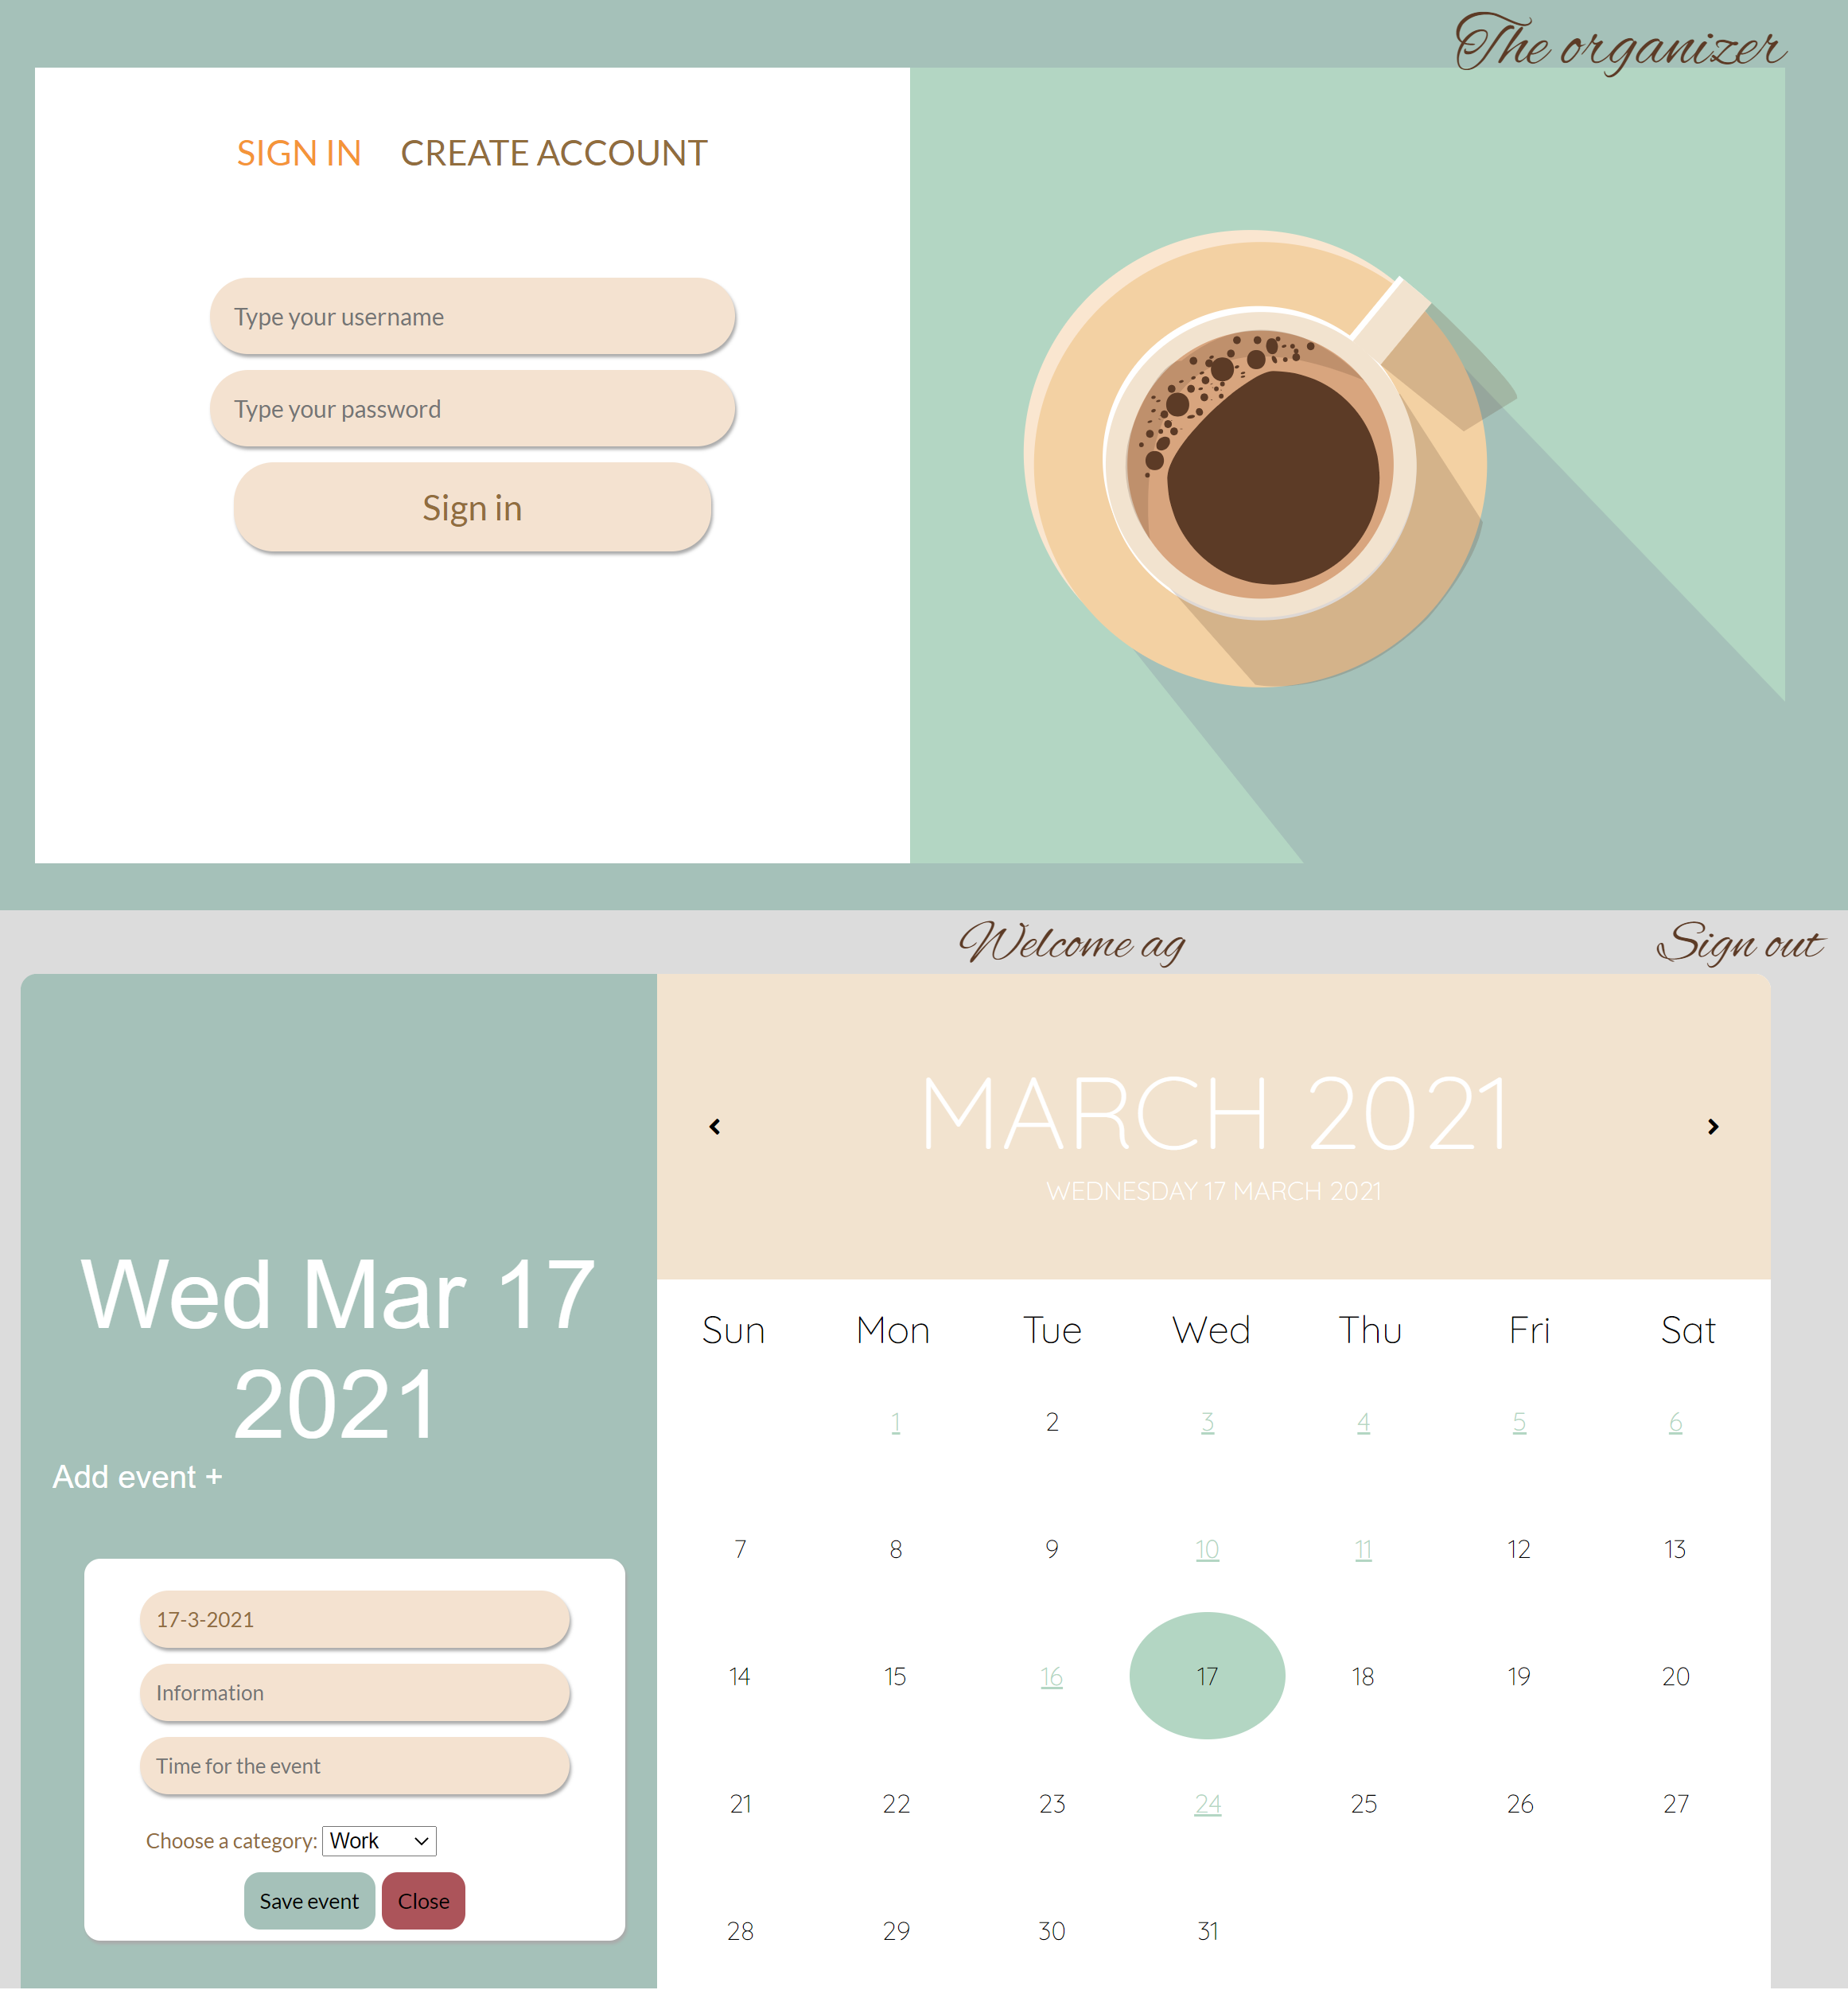 The organizer
SIGN IN CREATE ACCOUNT
Type your username
Type your password
Sign in
Welcome ag
Sign out
MARCH 2021
WEDNESDAY 17 MARCH 2021
Wed Mar 17
2021
Add event +
17-3-2021
Information
Time for the event
Choose a category: Work
Save event Close
Sun Mon Tue Wed Thu Fri Sat
1 2 3 4 5 6
7 8 9 10 11 12 13
14 15 16 17 18 19 20
21 22 23 24 25 26 27
28 29 30 31